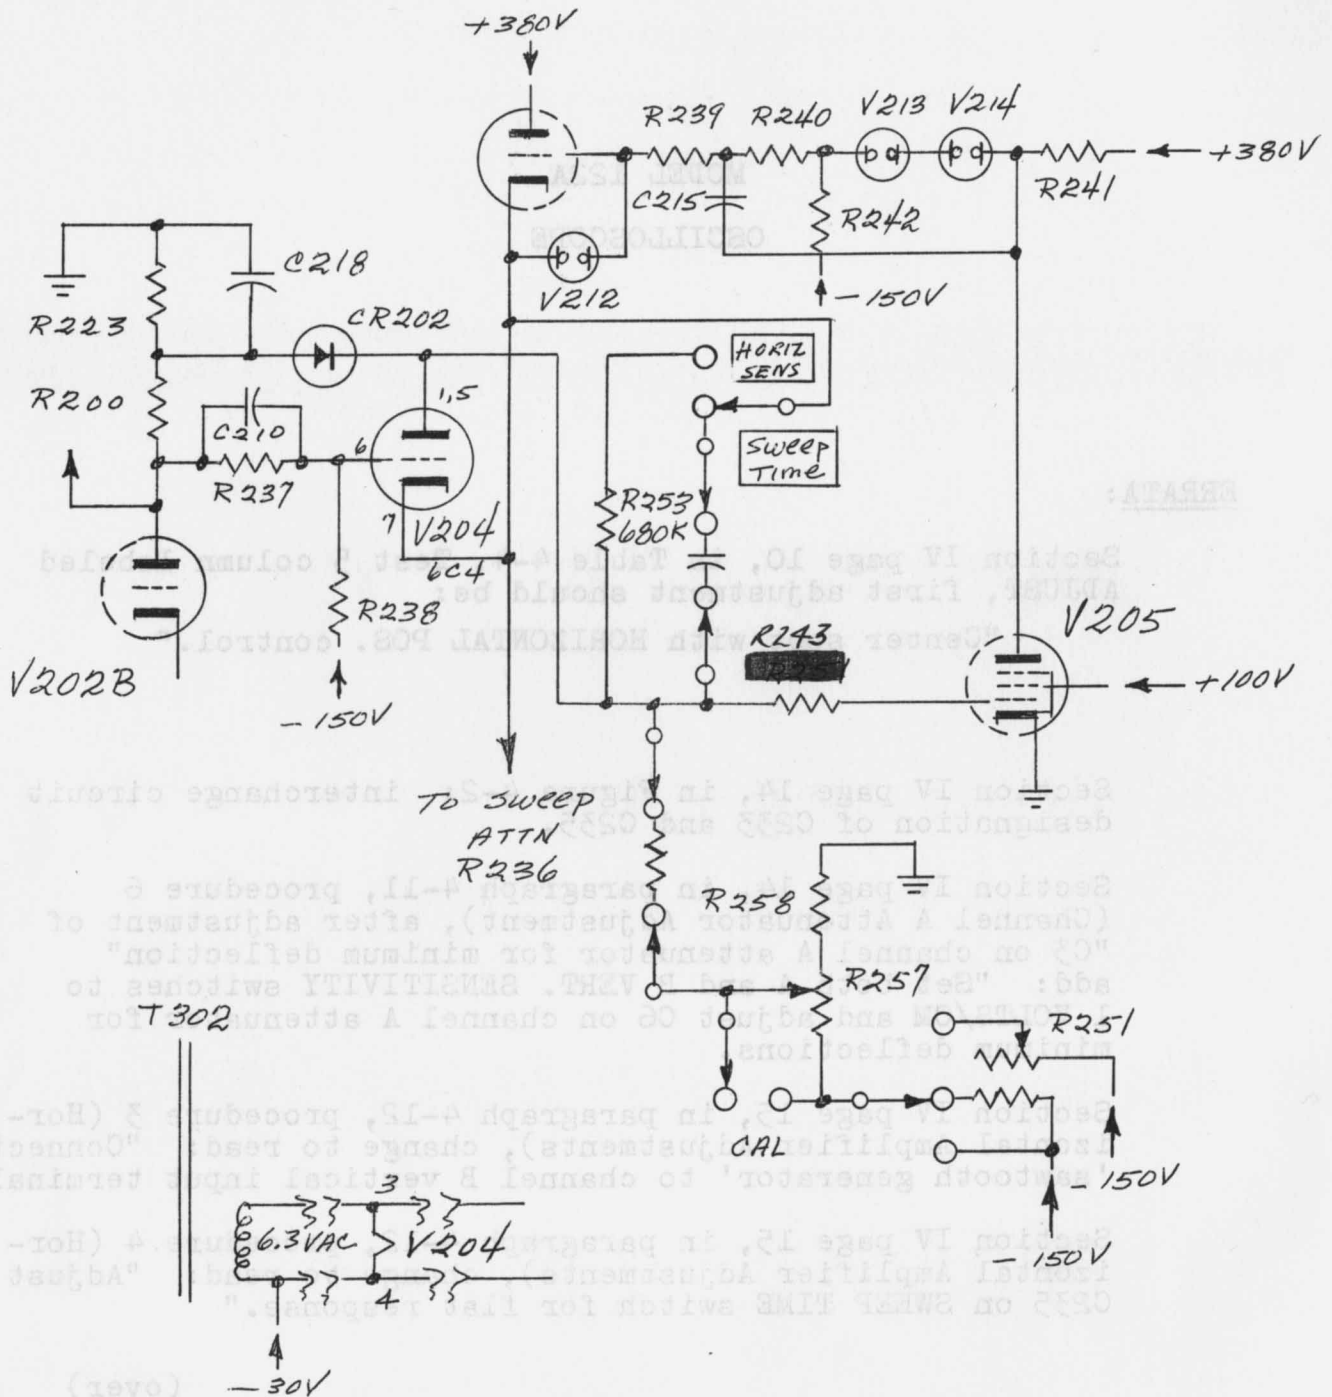 +380V
R239
R240
V213
V214
+380V
R241
C215
R242
-150V
V212
C218
R223
CR202
R200
C210
R237
1,5
6
7
V204
6C4
R238
-150V
V202B
HORIZ
SENS
Sweep
Time
R253
680K
R243
V205
+100V
To Sweep
ATTN
R236
R258
R257
R251
CAL
-150V
-150V
T302
3
6.3VAC
V204
4
-30V
MODEL 122A
OSCILLOSCOPE
ERRATA:
Section IV page 10, in Table 4-4, Test 5 column labeled
ADJUST, first adjustment should be:
"Center with HORIZONTAL POS. control."
Section IV page 14, in Figure 4-2, interchange circuit
designation of C233 and C235.
Section IV page 14, in paragraph 4-11, procedure 6
(Channel A Attenuator Adjustment), after adjustment of
"C3 on channel A attenuator for minimum deflection"
add: "Set both A and B VERT. SENSITIVITY switches to
VOLTS/CM and adjust C6 on channel A attenuator for
minimum deflections.
Section IV page 15, in paragraph 4-12, procedure 3 (Hor-
izontal Amplifier Adjustments), change to read: "Connec
'sawtooth generator' to channel B vertical input terminal
Section IV page 15, in paragraph 4-12, procedure 4 (Hor-
izontal Amplifier Adjustments), change to read: "Adjust
C235 on SWEEP TIME switch for flat response."
(over)